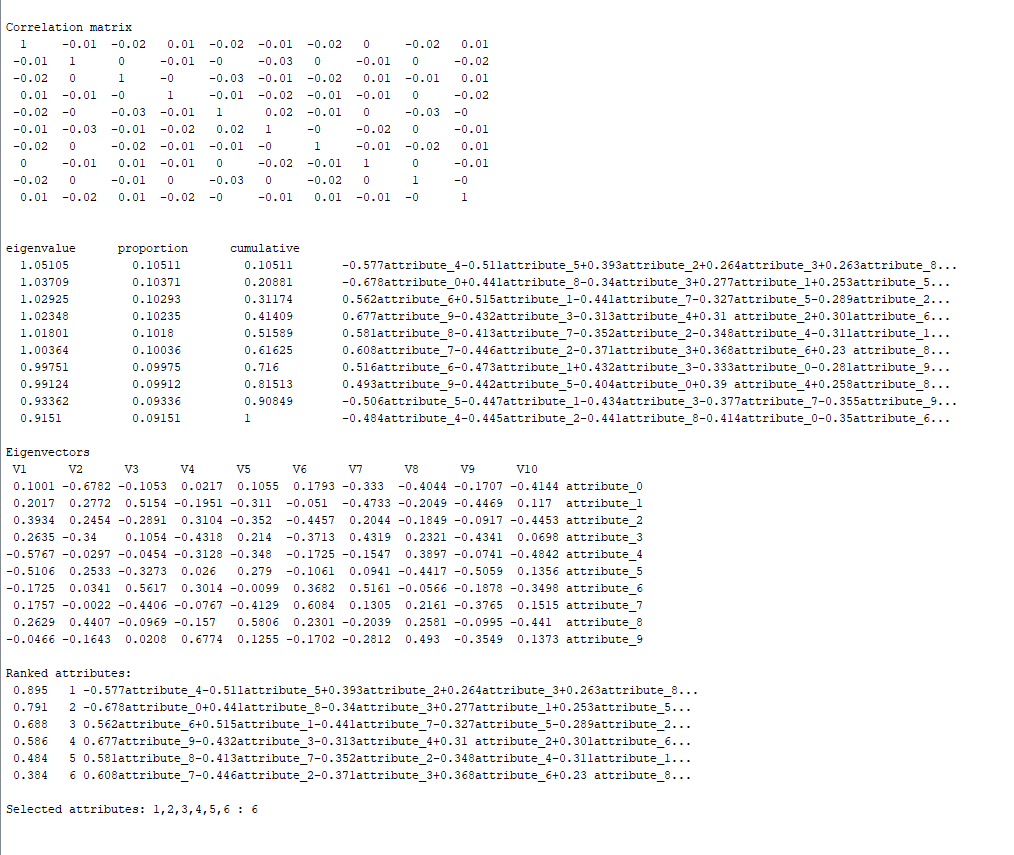 Correlation matrix
1 -0.01 -0.02 0.01 -0.02 -0.01 -0.02 0 -0.02 0.01
-0.01 1 0 -0.01 -0 -0.03 0 -0.01 0 -0.02
-0.02 0 1 -0 -0.03 -0.01 -0.02 0.01 -0.01 0.01
0.01 -0.01 -0 1 -0.01 -0.02 -0.01 -0.01 0 -0.02
-0.02 -0 -0.03 -0.01 1 0.02 -0.01 0 -0.03 -0
-0.01 -0.03 -0.01 -0.02 0.02 1 -0 -0.02 0 -0.01
-0.02 0 -0.02 -0.01 -0.01 -0 1 -0.01 -0.02 0.01
0 -0.01 0.01 -0.01 0 -0.02 -0.01 1 0 -0.01
-0.02 0 -0.01 0 -0.03 0 -0.02 0 1 -0
0.01 -0.02 0.01 -0.02 -0 -0.01 0.01 -0.01 -0 1
eigenvalue proportion cumulative
1.05105 0.10511 0.10511 -0.577attribute_4-0.511attribute_5+0.393attribute_2+0.264attribute_3+0.263attribute_8...
1.03709 0.10371 0.20881 -0.678attribute_0+0.441attribute_8-0.34attribute_3+0.277attribute_1+0.253attribute_5...
1.02925 0.10293 0.31174 0.562attribute_6+0.515attribute_1-0.441attribute_7-0.327attribute_5-0.289attribute_2...
1.02348 0.10235 0.41409 0.677attribute_9-0.432attribute_3-0.313attribute_4+0.31 attribute_2+0.301attribute_6...
1.01801 0.1018 0.51589 0.581attribute_8-0.413attribute_7-0.352attribute_2-0.348attribute_4-0.311attribute_1...
1.00364 0.10036 0.61625 0.608attribute_7-0.446attribute_2-0.371attribute_3+0.368attribute_6+0.23 attribute_8...
0.99751 0.09975 0.716 0.516attribute_6-0.473attribute_1+0.432attribute_3-0.333attribute_0-0.281attribute_9...
0.99124 0.09912 0.81513 0.493attribute_9-0.442attribute_5-0.404attribute_0+0.39 attribute_4+0.258attribute_8...
0.93362 0.09336 0.90849 -0.506attribute_5-0.447attribute_1-0.434attribute_3-0.377attribute_7-0.355attribute_9...
0.9151 0.09151 1 -0.484attribute_4-0.445attribute_2-0.441attribute_8-0.414attribute_0-0.35attribute_6...
Eigenvectors
V1 V2 V3 V4 V5 V6 V7 V8 V9 V10
0.1001 -0.6782 -0.1053 0.0217 0.1055 0.1793 -0.333 -0.4044 -0.1707 -0.4144 attribute_0
0.2017 0.2772 0.5154 -0.1951 -0.311 -0.051 -0.4733 -0.2049 -0.4469 0.117 attribute_1
0.3934 0.2454 -0.2891 0.3104 -0.352 -0.4457 0.2044 -0.1849 -0.0917 -0.4453 attribute_2
0.2635 -0.34 0.1054 -0.4318 0.214 -0.3713 0.4319 0.2321 -0.4341 0.0698 attribute_3
-0.5767 -0.0297 -0.0454 -0.3128 -0.348 -0.1725 -0.1547 0.3897 -0.0741 -0.4842 attribute_4
-0.5106 0.2533 -0.3273 0.026 0.279 -0.1061 0.0941 -0.4417 -0.5059 0.1356 attribute_5
-0.1725 0.0341 0.5617 0.3014 -0.0099 0.3682 0.5161 -0.0566 -0.1878 -0.3498 attribute_6
0.1757 -0.0022 -0.4406 -0.0767 -0.4129 0.6084 0.1305 0.2161 -0.3765 0.1515 attribute_7
0.2629 0.4407 -0.0969 -0.157 0.5806 0.2301 -0.2039 0.2581 -0.0995 -0.441 attribute_8
-0.0466 -0.1643 0.0208 0.6774 0.1255 -0.1702 -0.2812 0.493 -0.3549 0.1373 attribute_9
Ranked attributes:
0.895 1 -0.577attribute_4-0.511attribute_5+0.393attribute_2+0.264attribute_3+0.263attribute_8...
0.791 2 -0.678attribute_0+0.441attribute_8-0.34attribute_3+0.277attribute_1+0.253attribute_5...
0.688 3 0.562attribute_6+0.515attribute_1-0.441attribute_7-0.327attribute_5-0.289attribute_2...
0.586 4 0.677attribute_9-0.432attribute_3-0.313attribute_4+0.31 attribute_2+0.301attribute_6...
0.484 5 0.581attribute_8-0.413attribute_7-0.352attribute_2-0.348attribute_4-0.311attribute_1...
0.384 6 0.608attribute_7-0.446attribute_2-0.371attribute_3+0.368attribute_6+0.23 attribute_8...
Selected attributes: 1,2,3,4,5,6 : 6